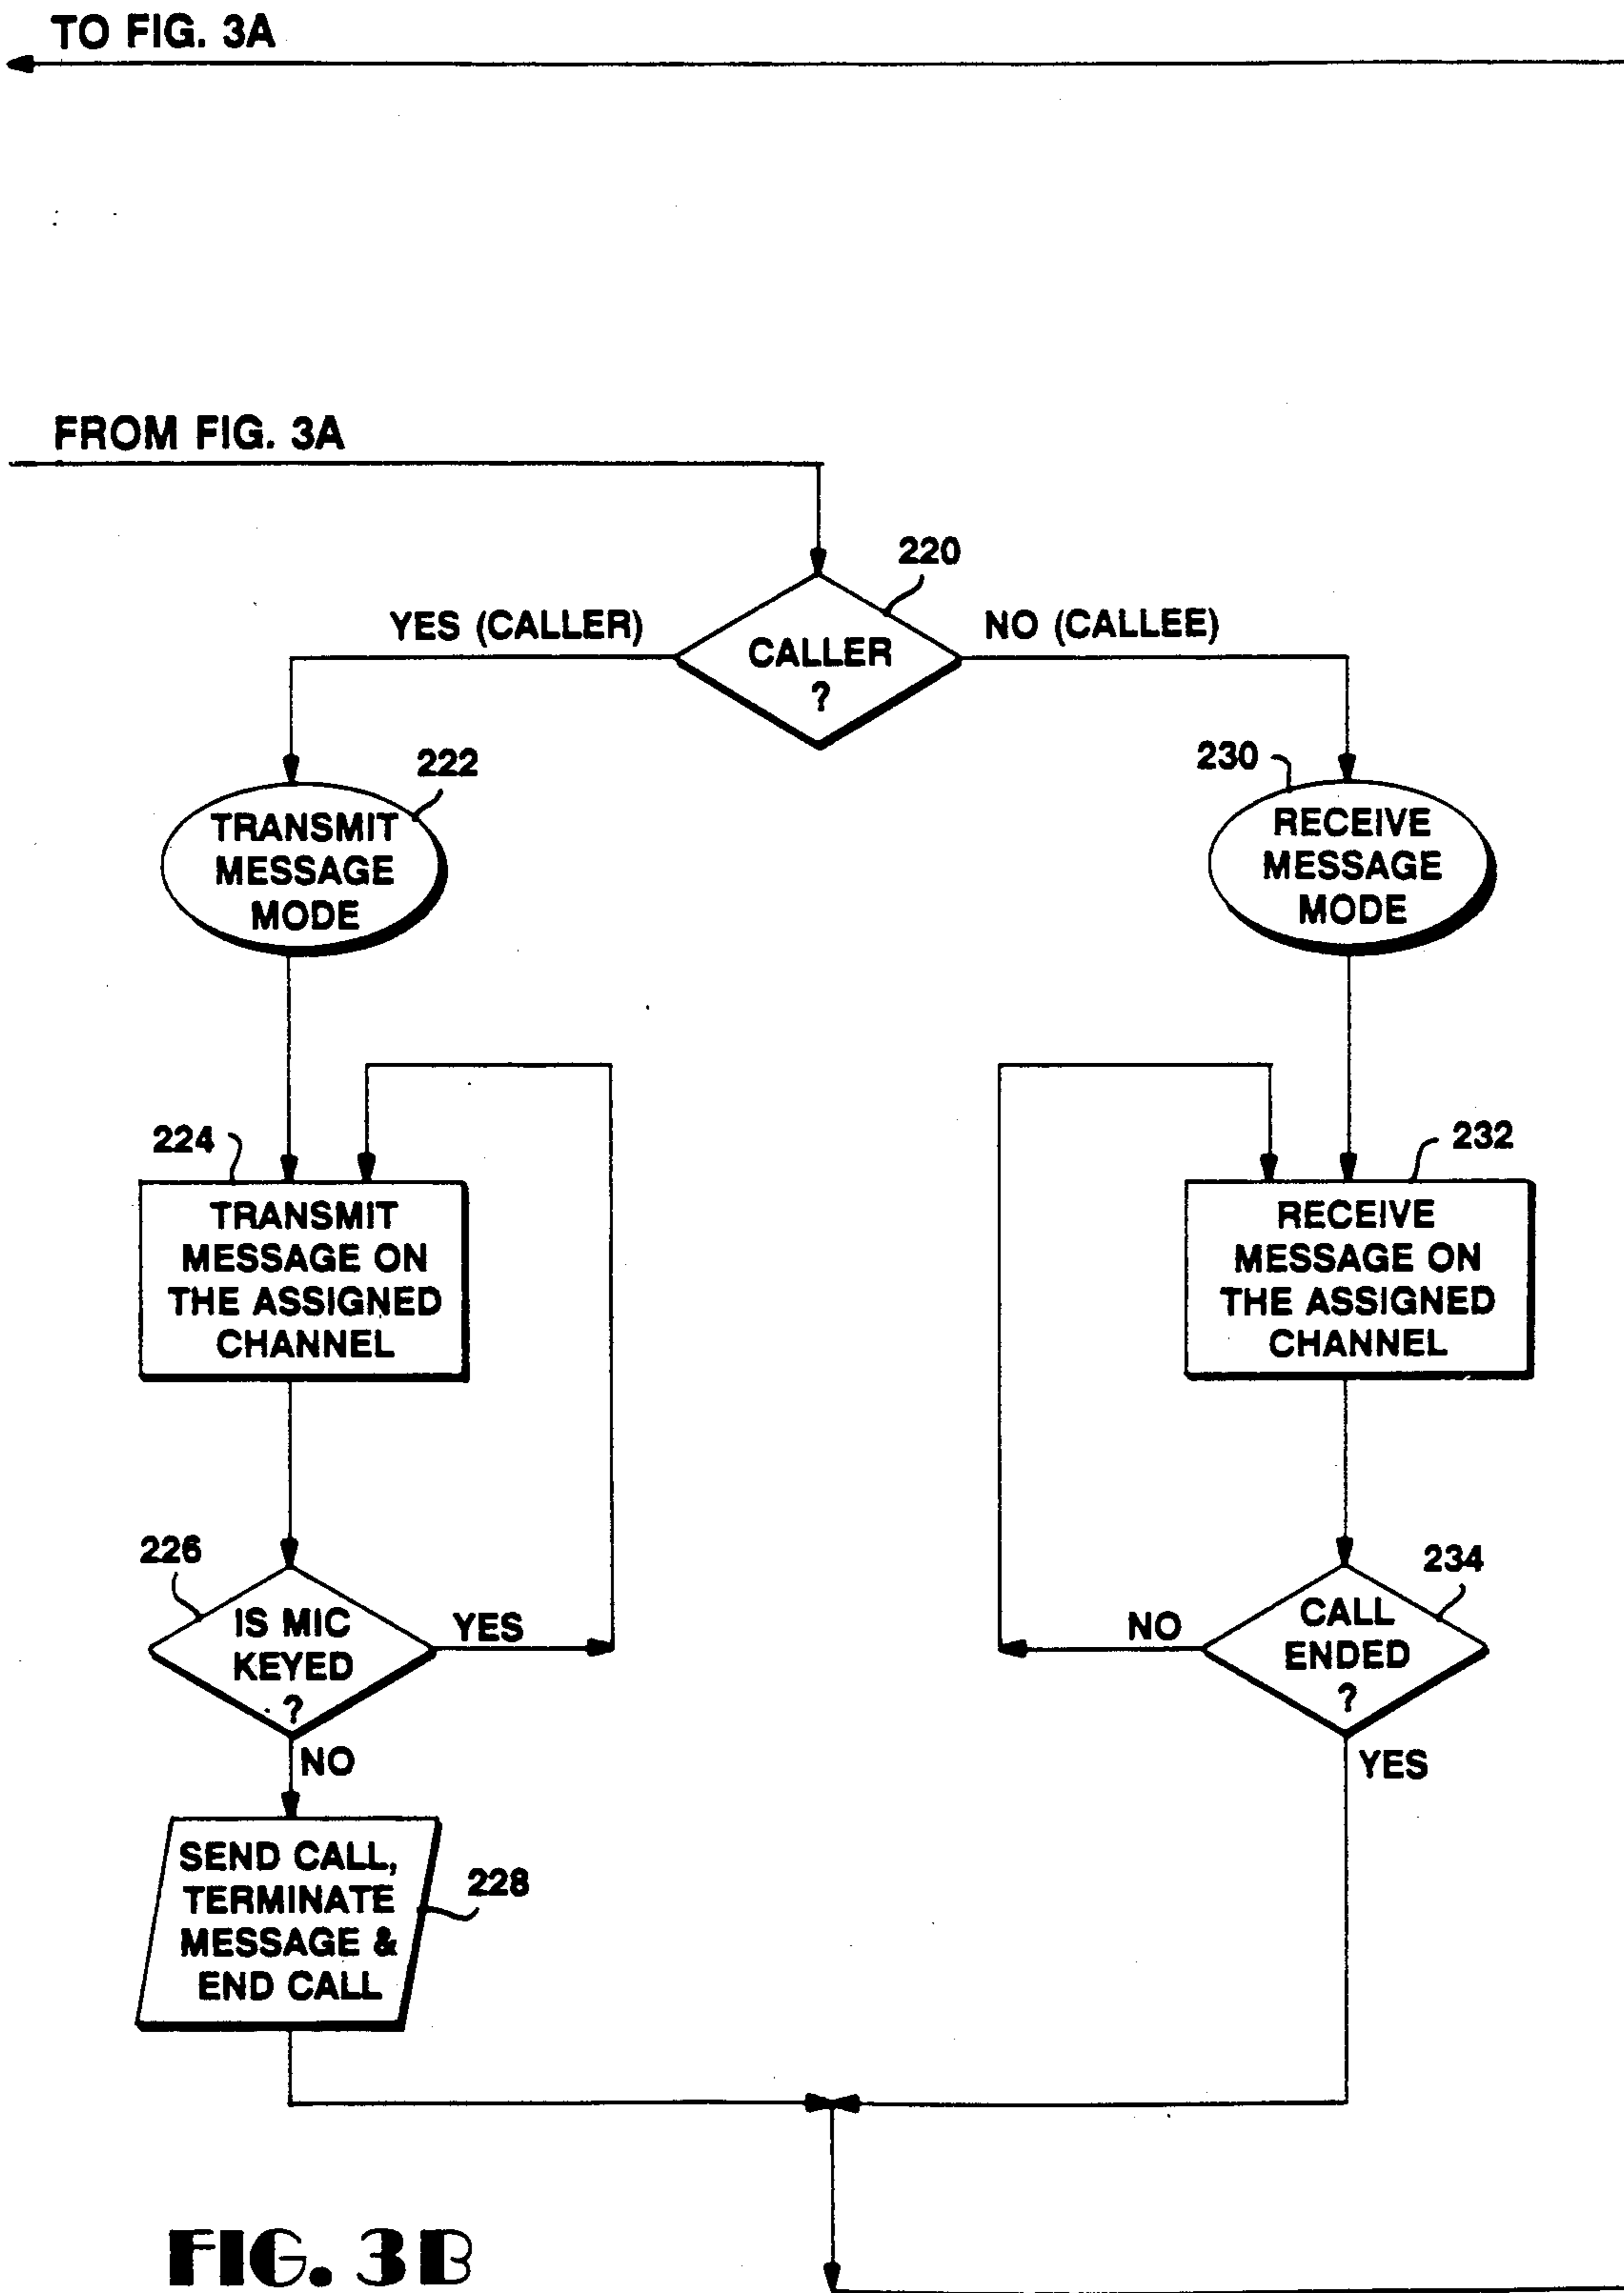 TO FIG. 3A
FROM FIG. 3A
220
YES (CALLER)
NO (CALLEE)
CALLER
?
222
TRANSMIT
MESSAGE
MODE
230
RECEIVE
MESSAGE
MODE
224
TRANSMIT
MESSAGE ON
THE ASSIGNED
CHANNEL
232
RECEIVE
MESSAGE ON
THE ASSIGNED
CHANNEL
226
IS MIC
KEYED
?
YES
NO
234
CALL
ENDED
?
NO
YES
SEND CALL,
TERMINATE
MESSAGE &
END CALL
228
FIG. 3B